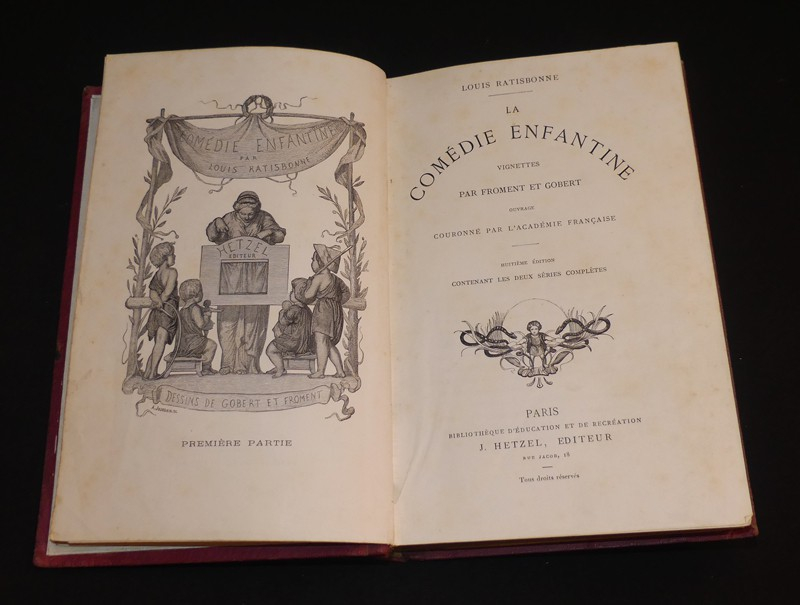 COMÉDIE ENFANTINE
PAR
LOUIS RATISBONNE
HETZEL
EDITEUR
DESSINS DE GOBERT ET FROMENT
PREMIÈRE PARTIE
LOUIS RATISBONNE
LA
COMÉDIE ENFANTINE
VIGNETTES
PAR FROMENT ET GOBERT
OUVRAGE
COURONNÉ PAR L'ACADÉMIE FRANÇAISE
HUITIÈME ÉDITION
CONTENANT LES DEUX SÉRIES COMPLÈTES
PARIS
BIBLIOTHÈQUE D'ÉDUCATION ET DE RÉCRÉATION
J. HETZEL, EDITEUR
RUE JACOB, 18
Tous droits réservés